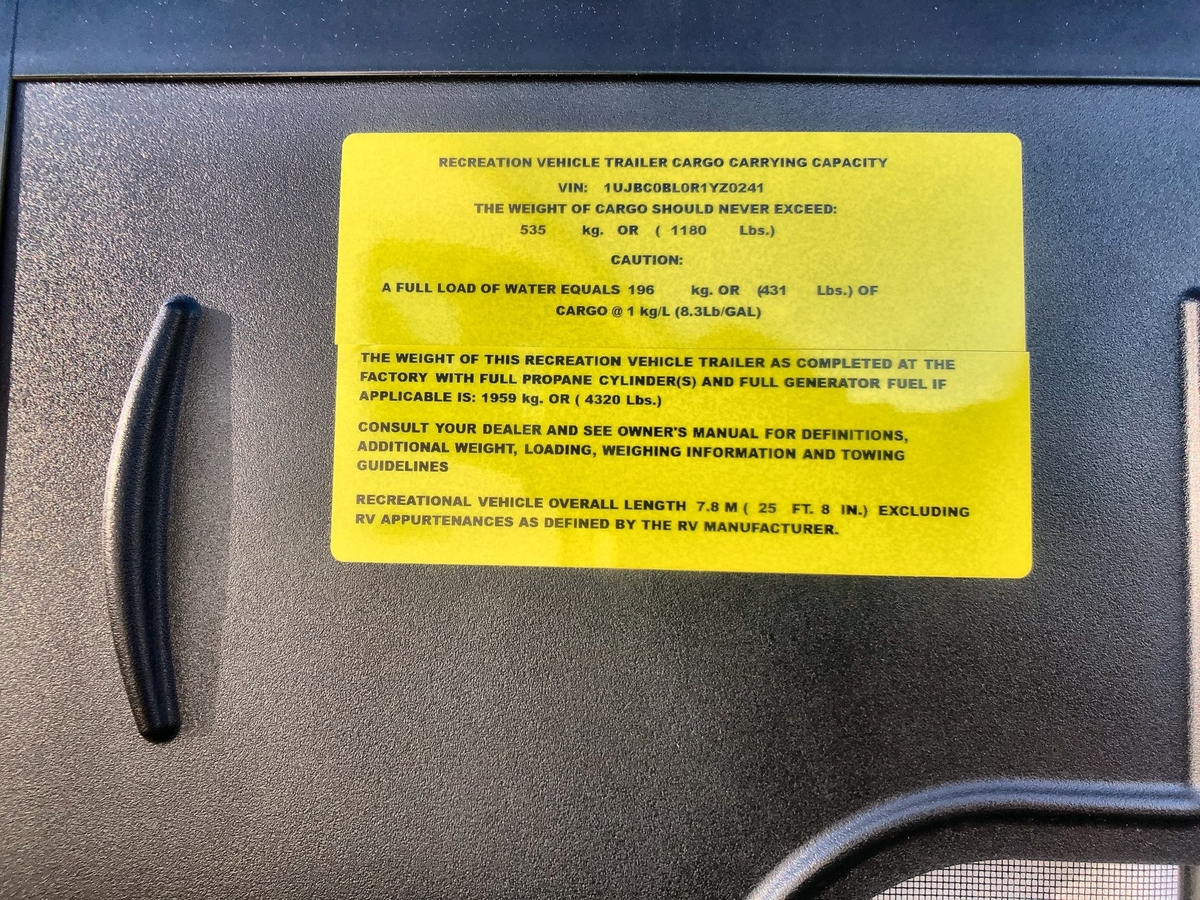 RECREATION VEHICLE TRAILER CARGO CARRYING CAPACITY
VIN: 1UJBC0BL0R1YZ0241
THE WEIGHT OF CARGO SHOULD NEVER EXCEED:
535 kg. OR ( 1180 Lbs.)
CAUTION:
A FULL LOAD OF WATER EQUALS 196 kg. OR (431 Lbs.) OF
CARGO @ 1 kg/L (8.3Lb/GAL)
THE WEIGHT OF THIS RECREATION VEHICLE TRAILER AS COMPLETED AT THE
FACTORY WITH FULL PROPANE CYLINDER(S) AND FULL GENERATOR FUEL IF
APPLICABLE IS: 1959 kg. OR ( 4320 Lbs.)
CONSULT YOUR DEALER AND SEE OWNER'S MANUAL FOR DEFINITIONS,
ADDITIONAL WEIGHT, LOADING, WEIGHING INFORMATION AND TOWING
GUIDELINES
RECREATIONAL VEHICLE OVERALL LENGTH 7.8 M ( 25 FT. 8 IN.) EXCLUDING
RV APPURTENANCES AS DEFINED BY THE RV MANUFACTURER.